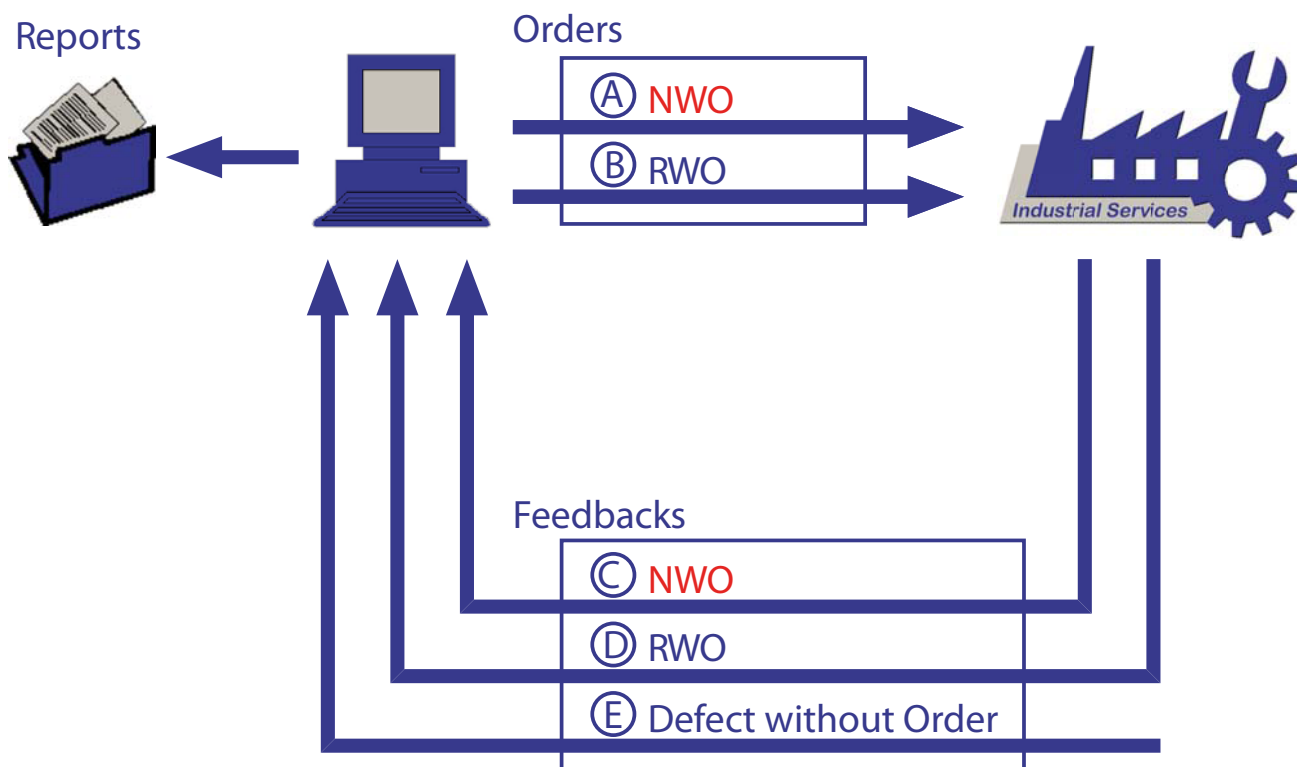 Reports
Orders
A NWO
B RWO
Industrial Services
Feedbacks
C NWO
D RWO
E Defect without Order